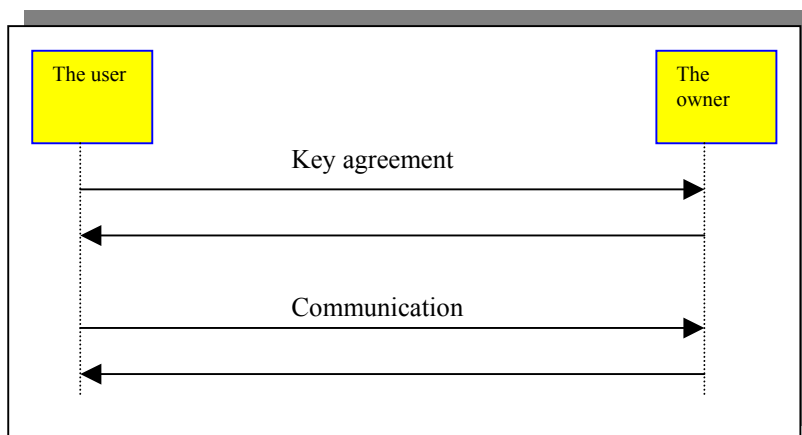 The user
The
owner
Key agreement
Communication